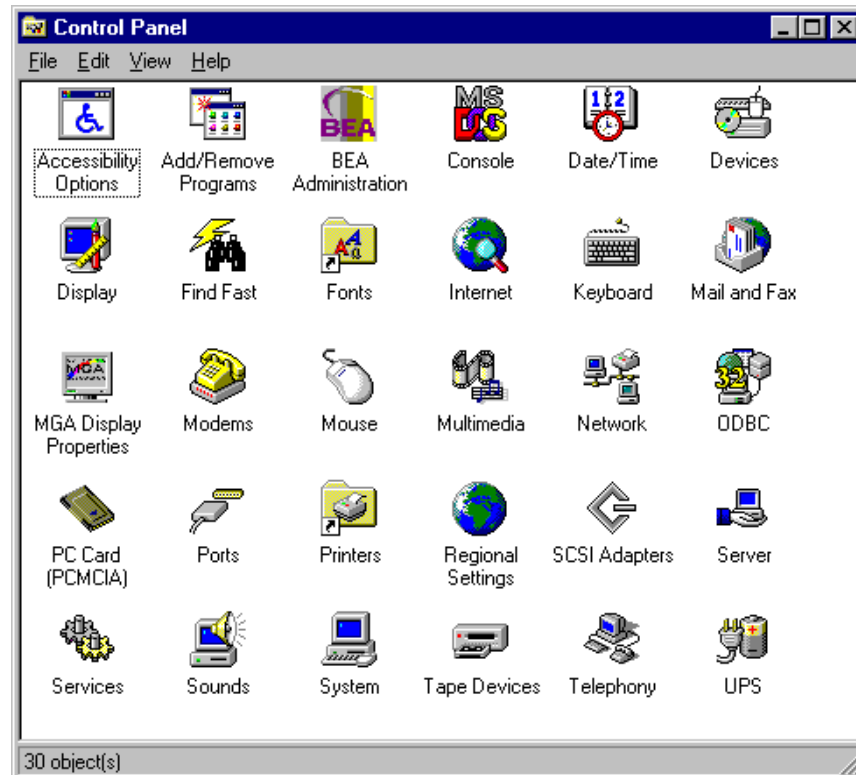 Control Panel
File Edit View Help
MS
DOS
1 2
BEA
Accessibility Options
Add/Remove Programs
BEA Administration
Console
Date/Time
Devices
Display
Find Fast
Fonts
Internet
Keyboard
Mail and Fax
MGA
32
MGA Display Properties
Modems
Mouse
Multimedia
Network
ODBC
PC Card (PCMCIA)
Ports
Printers
Regional Settings
SCSI Adapters
Server
Services
Sounds
System
Tape Devices
Telephony
UPS
30 object(s)